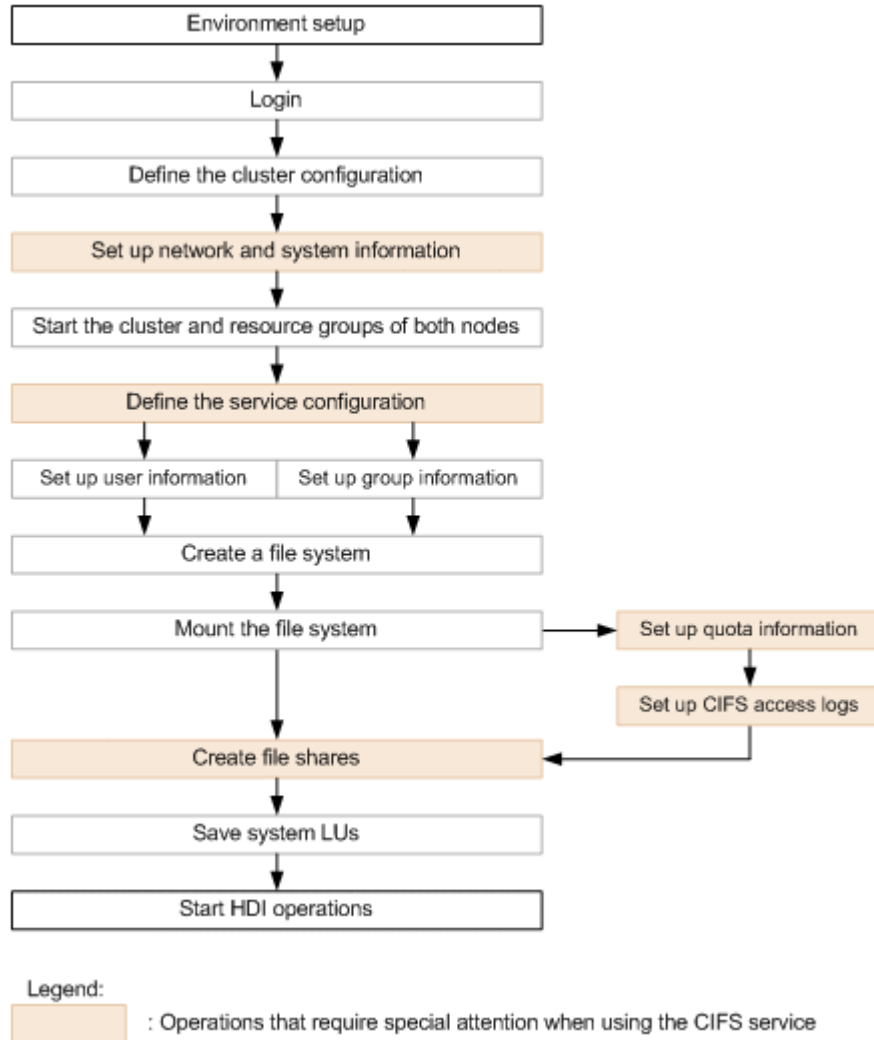 Environment setup
Login
Define the cluster configuration
Set up network and system information
Start the cluster and resource groups of both nodes
Define the service configuration
Set up user information
Set up group information
Create a file system
Mount the file system
Set up quota information
Set up CIFS access logs
Create file shares
Save system LUs
Start HDI operations
Legend:
: Operations that require special attention when using the CIFS service